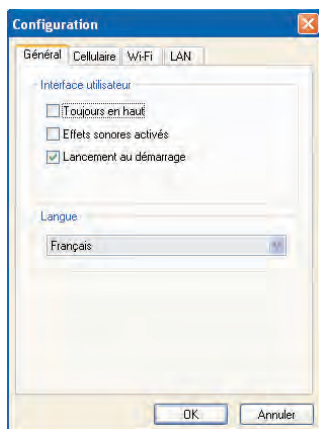 Configuration
Général Cellulaire Wi-Fi LAN
Interface utilisateur
Toujours en haut
Effets sonores activés
Lancement au démarrage
Langue
Français
OK Annuler